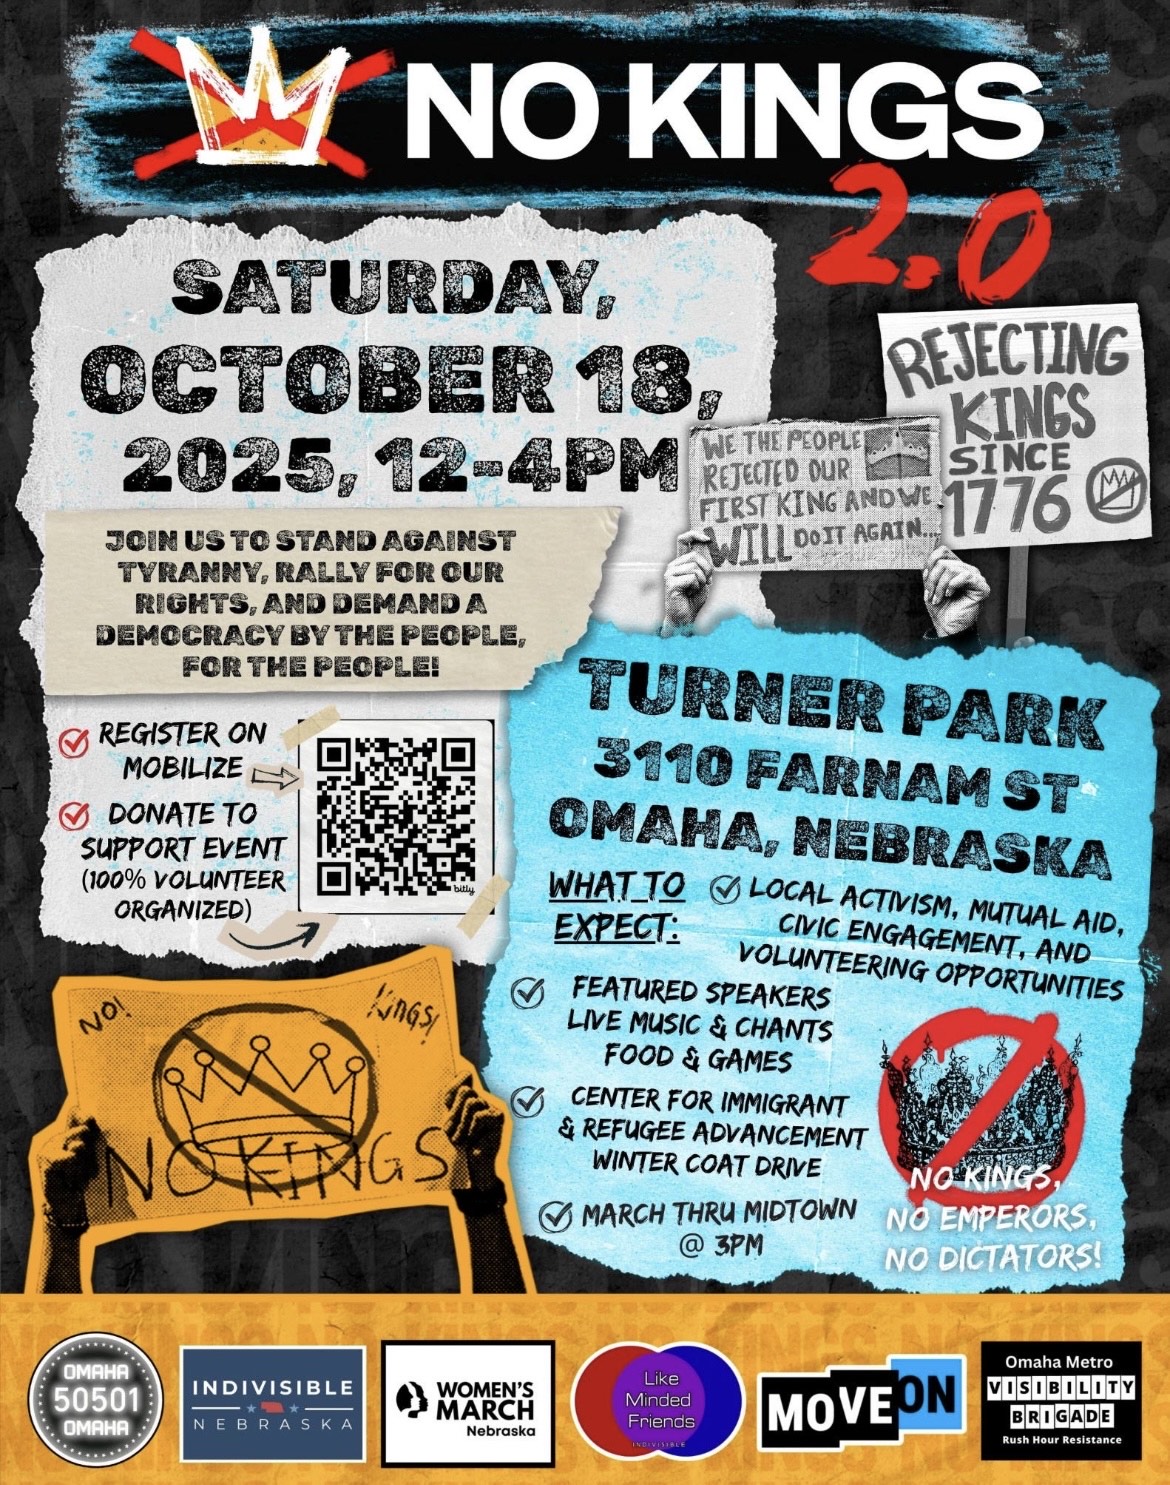 NO KINGS
2.0
SATURDAY,
OCTOBER 18,
2025, 12-4PM
REJECTING
KINGS
SINCE
1776
WE THE PEOPLE
REJECTED OUR
FIRST KING AND WE
WILL DO IT AGAIN...
JOIN US TO STAND AGAINST
TYRANNY, RALLY FOR OUR
RIGHTS, AND DEMAND A
DEMOCRACY BY THE PEOPLE,
FOR THE PEOPLE!
REGISTER ON
MOBILIZE
DONATE TO
SUPPORT EVENT
(100% VOLUNTEER
ORGANIZED)
bitly
TURNER PARK
3110 FARNAM ST
OMAHA, NEBRASKA
WHAT TO
EXPECT:
LOCAL ACTIVISM, MUTUAL AID,
CIVIC ENGAGEMENT, AND
VOLUNTEERING OPPORTUNITIES
FEATURED SPEAKERS
LIVE MUSIC & CHANTS
FOOD & GAMES
CENTER FOR IMMIGRANT
& REFUGEE ADVANCEMENT
WINTER COAT DRIVE
MARCH THRU MIDTOWN
@ 3PM
NO KINGS,
NO EMPERORS,
NO DICTATORS!
NO!
KiNGS!
NO KINGS
OMAHA
50501
OMAHA
INDIVISIBLE
NEBRASKA
WOMEN'S
MARCH
Nebraska
Like
Minded
Friends
INDIVISIBLE
MOVEON
Omaha Metro
VISIBILITY
BRIGADE
Rush Hour Resistance